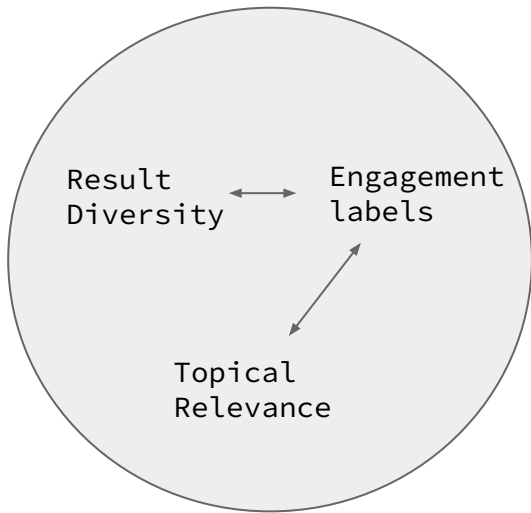 Result
Diversity
Engagement
labels
Topical
Relevance